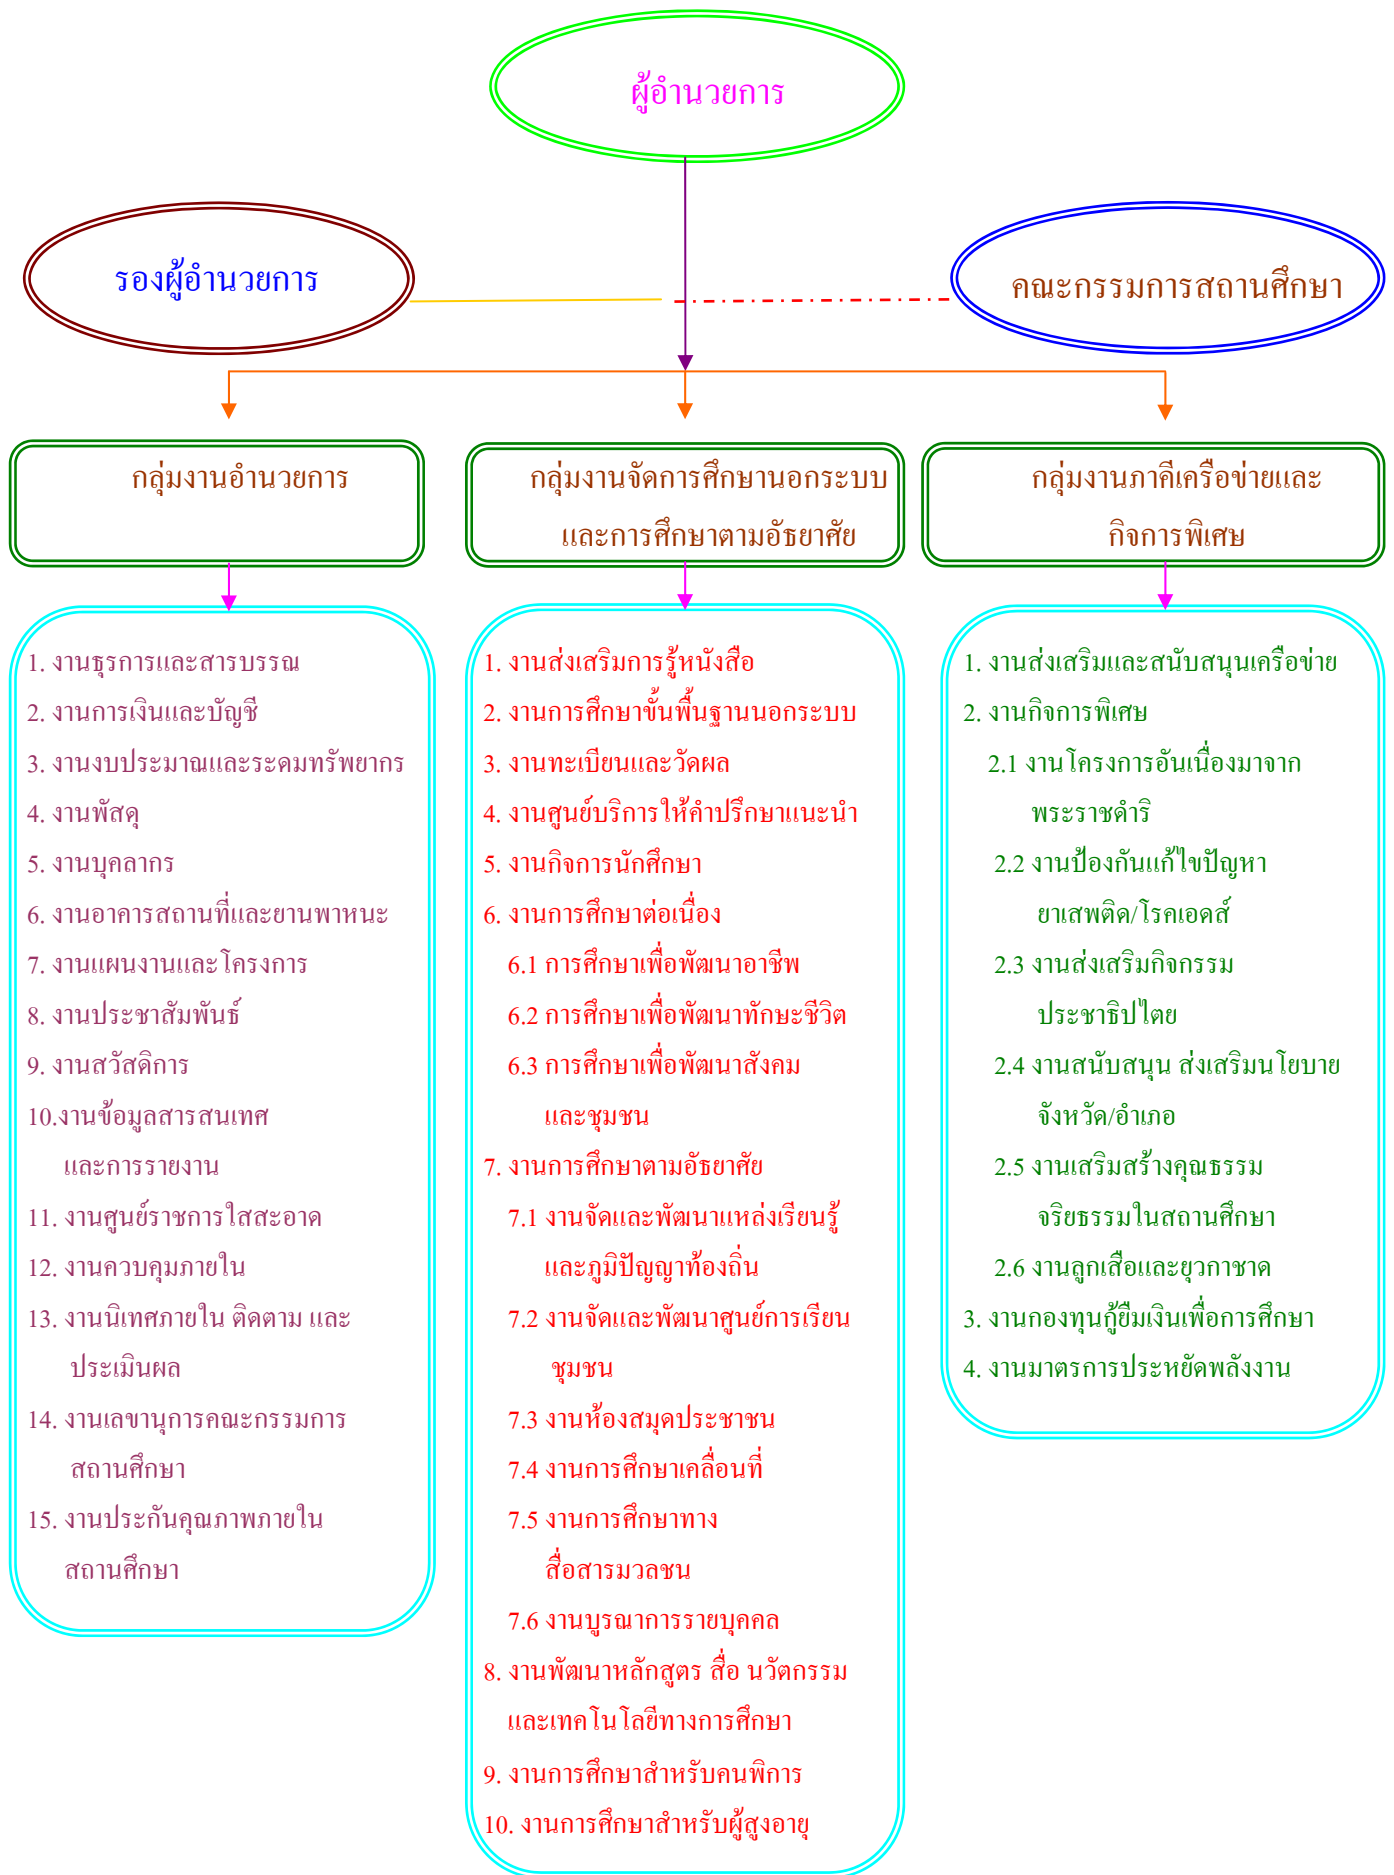 ผู้อำนวยการ
รองผู้อำนวยการ
คณะกรรมการสถานศึกษา
กลุ่มงานอำนวยการ
กลุ่มงานจัดการศึกษานอกระบบ
และการศึกษาตามอัธยาศัย
กลุ่มงานภาคีเครือข่ายและ
กิจการพิเศษ
1. งานธุรการและสารบรรณ
2. งานการเงินและบัญชี
3. งานงบประมาณและระดมทรัพยากร
4. งานพัสดุ
5. งานบุคลากร
6. งานอาคารสถานที่และยานพาหนะ
7. งานแผนงานและโครงการ
8. งานประชาสัมพันธ์
9. งานสวัสดิการ
10.งานข้อมูลสารสนเทศ
และการรายงาน
11. งานศูนย์ราชการใสสะอาด
12. งานควบคุมภายใน
13. งานนิเทศภายใน ติดตาม และ
ประเมินผล
14. งานเลขานุการคณะกรรมการ
สถานศึกษา
15. งานประกันคุณภาพภายใน
สถานศึกษา
1. งานส่งเสริมการรู้หนังสือ
2. งานการศึกษาขั้นพื้นฐานนอกระบบ
3. งานทะเบียนและวัดผล
4. งานศูนย์บริการให้คำปรึกษาแนะนำ
5. งานกิจการนักศึกษา
6. งานการศึกษาต่อเนื่อง
6.1 การศึกษาเพื่อพัฒนาอาชีพ
6.2 การศึกษาเพื่อพัฒนาทักษะชีวิต
6.3 การศึกษาเพื่อพัฒนาสังคม
และชุมชน
7. งานการศึกษาตามอัธยาศัย
7.1 งานจัดและพัฒนาแหล่งเรียนรู้
และภูมิปัญญาท้องถิ่น
7.2 งานจัดและพัฒนาศูนย์การเรียน
ชุมชน
7.3 งานห้องสมุดประชาชน
7.4 งานการศึกษาเคลื่อนที่
7.5 งานการศึกษาทาง
สื่อสารมวลชน
7.6 งานบูรณาการรายบุคคล
8. งานพัฒนาหลักสูตร สื่อ นวัตกรรม
และเทคโนโลยีทางการศึกษา
9. งานการศึกษาสำหรับคนพิการ
10. งานการศึกษาสำหรับผู้สูงอายุ
1. งานส่งเสริมและสนับสนุนเครือข่าย
2. งานกิจการพิเศษ
2.1 งานโครงการอันเนื่องมาจาก
พระราชดำริ
2.2 งานป้องกันแก้ไขปัญหา
ยาเสพติด/โรคเอดส์
2.3 งานส่งเสริมกิจกรรม
ประชาธิปไตย
2.4 งานสนับสนุน ส่งเสริมนโยบาย
จังหวัด/อำเภอ
2.5 งานเสริมสร้างคุณธรรม
จริยธรรมในสถานศึกษา
2.6 งานลูกเสือและยุวกาชาด
3. งานกองทุนกู้ยืมเงินเพื่อการศึกษา
4. งานมาตรการประหยัดพลังงาน